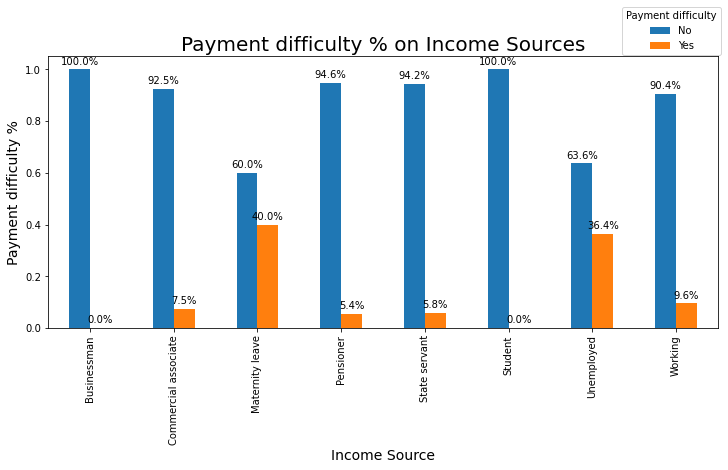 Payment difficulty
No
Yes
Payment difficulty % on Income Sources
Payment difficulty %
1.0
0.8
0.6
0.4
0.2
0.0
100.0%
0.0%
92.5%
7.5%
60.0%
40.0%
94.6%
5.4%
94.2%
5.8%
100.0%
0.0%
63.6%
36.4%
90.4%
9.6%
Businessman
Commercial associate
Maternity leave
Pensioner
State servant
Student
Unemployed
Working
Income Source